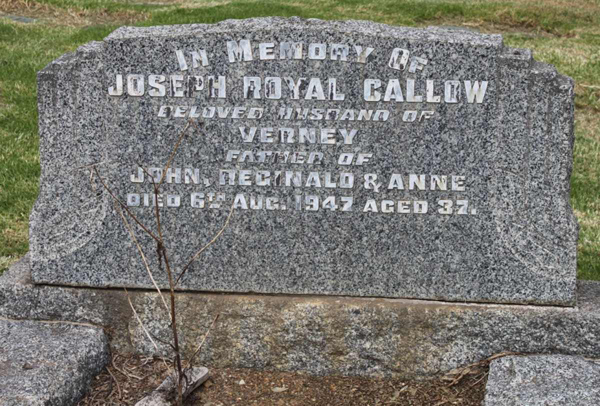 IN MEMORY OF
JOSEPH ROYAL CALLOW
BELOVED HUSBAND OF
VERNEY
FATHER OF
JOHN, REGINALD & ANNE
DIED 6TH AUG. 1947 AGED 37.